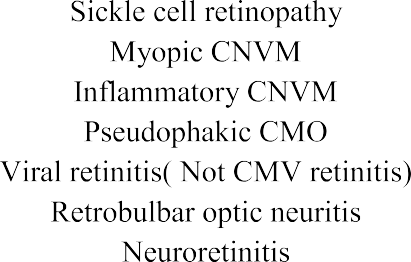 Sickle cell retinopathy
Myopic CNVM
Inflammatory CNVM
Pseudophakic CMO
Viral retinitis( Not CMV retinitis)
Retrobulbar optic neuritis
Neuroretinitis